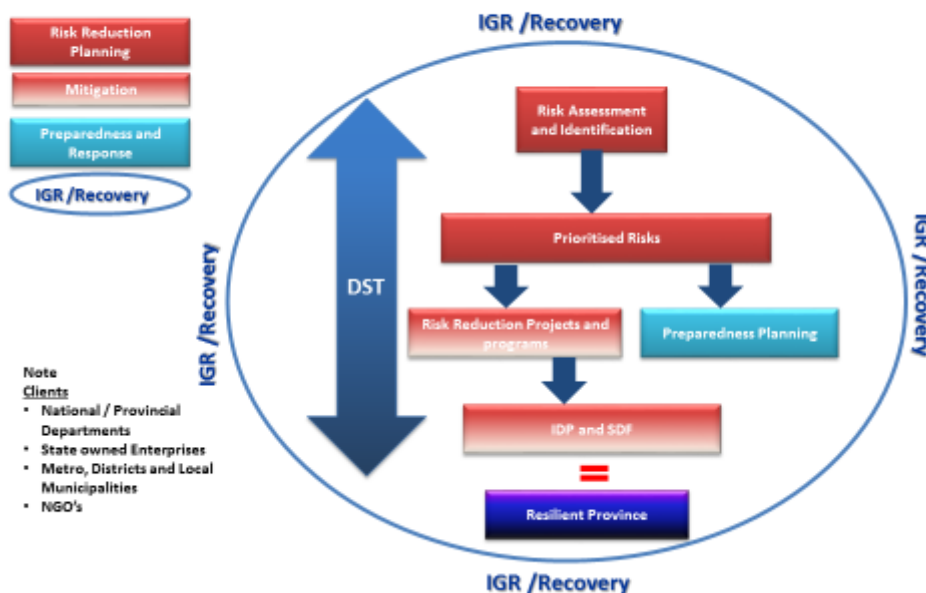 IGR /Recovery
Risk Reduction
Planning
Mitigation
Preparedness and
Response
IGR /Recovery
Risk Assessment
and Identification
Prioritised Risks
DST
Risk Reduction Projects and
programs
Preparedness Planning
IDP and SDF
=
Resilient Province
IGR /Recovery
IGR /Recovery
IGR /Recovery
Note
Clients
• National / Provincial
Departments
• State owned Enterprises
• Metro, Districts and Local
Municipalities
• NGO's